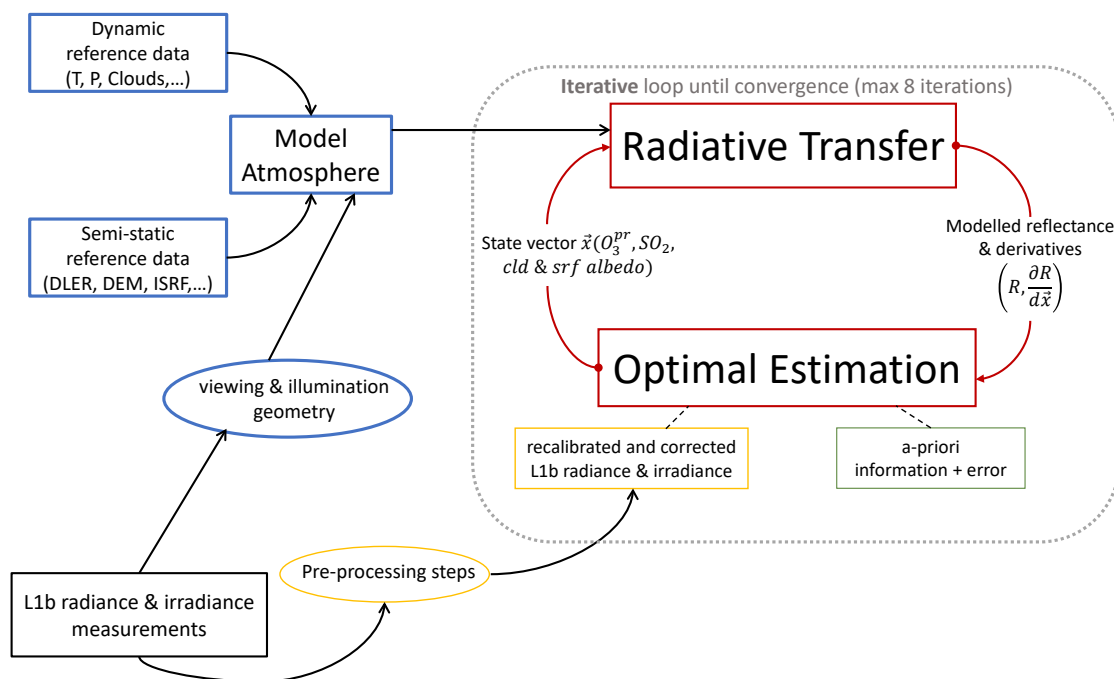 Dynamic
reference data
(T, P, Clouds,...)
Iterative loop until convergence (max 8 iterations)
Model
Atmosphere
Radiative Transfer
Semi-static
reference data
(DLER, DEM, ISRF,...)
State vector x⃗(O₃ᵖʳ, SO₂,
cld & srf albedo)
Modelled reflectance
& derivatives
(R, ∂R/dx⃗)
viewing & illumination
geometry
Optimal Estimation
recalibrated and corrected
L1b radiance & irradiance
a-priori
information + error
Pre-processing steps
L1b radiance & irradiance
measurements